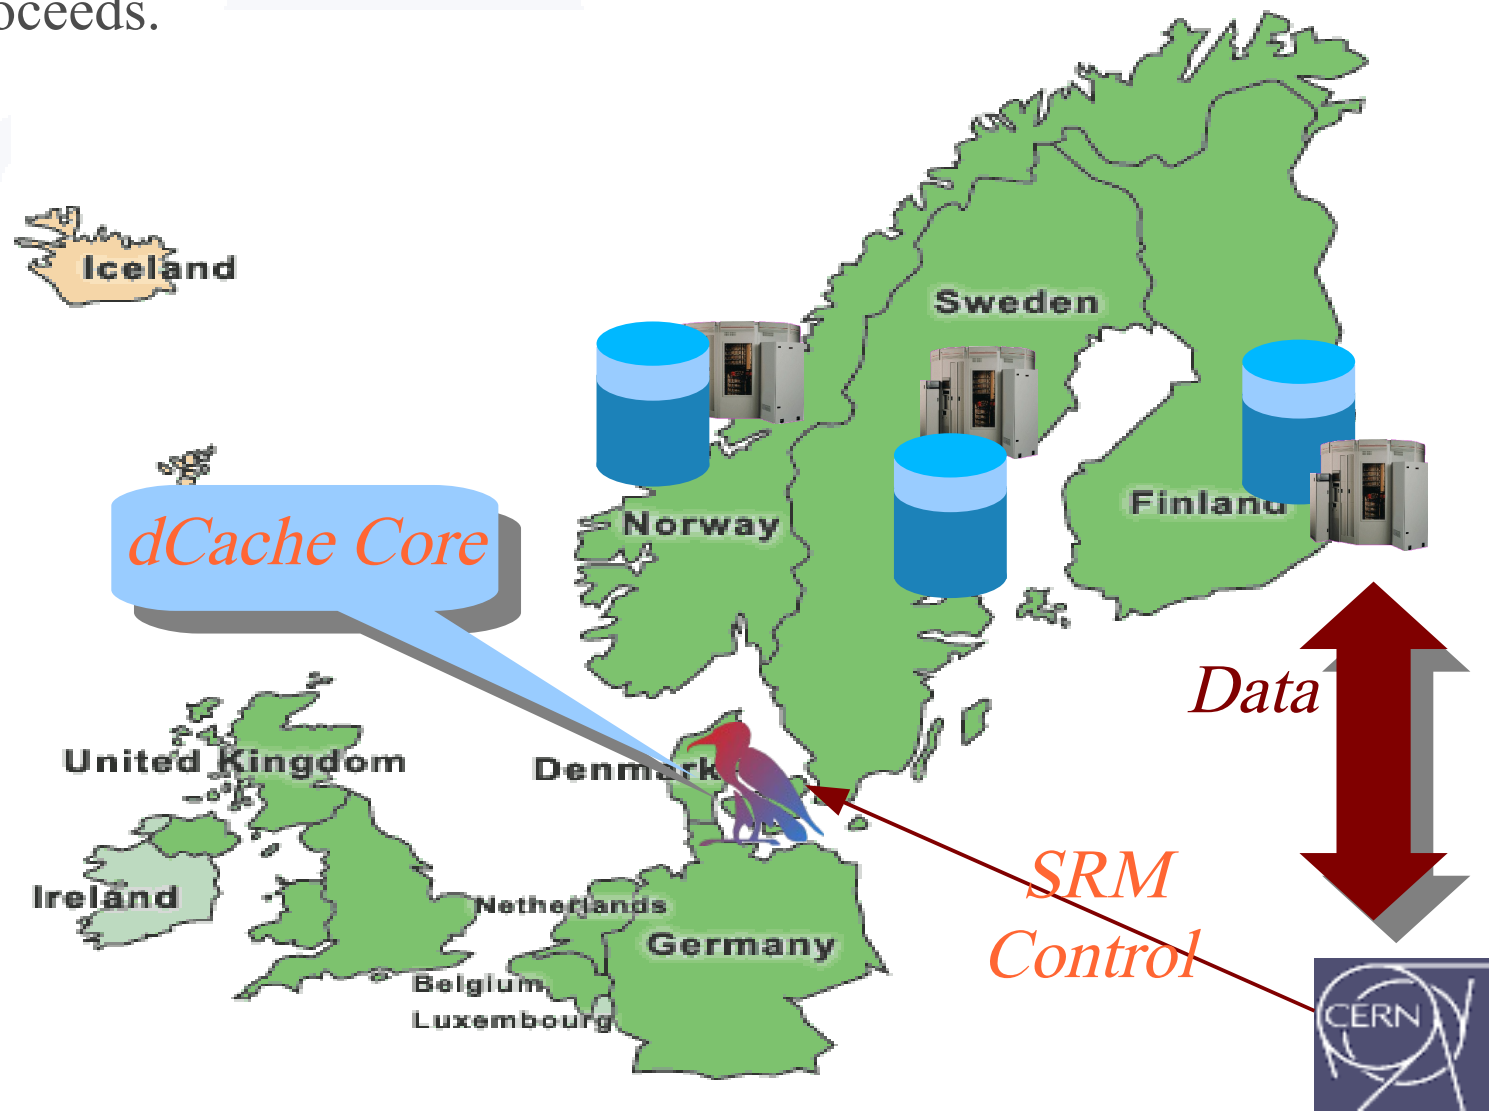 oceeds.
Iceland
Sweden
Finland
Norway
dCache Core
Data
United Kingdom
Denmark
SRM
Control
Ireland
Netherlands
Germany
Belgium
Luxembourg
CERN